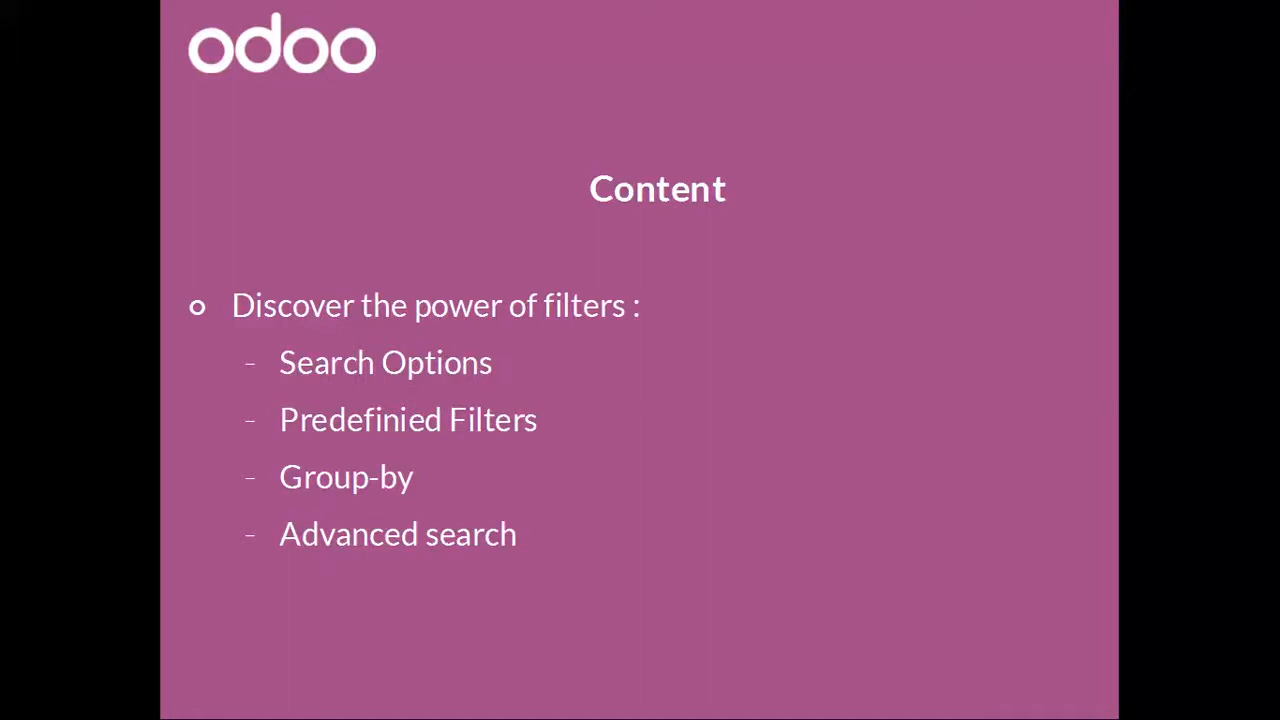 odoo
Content
Discover the power of filters :
- Search Options
- Predefinied Filters
- Group-by
- Advanced search